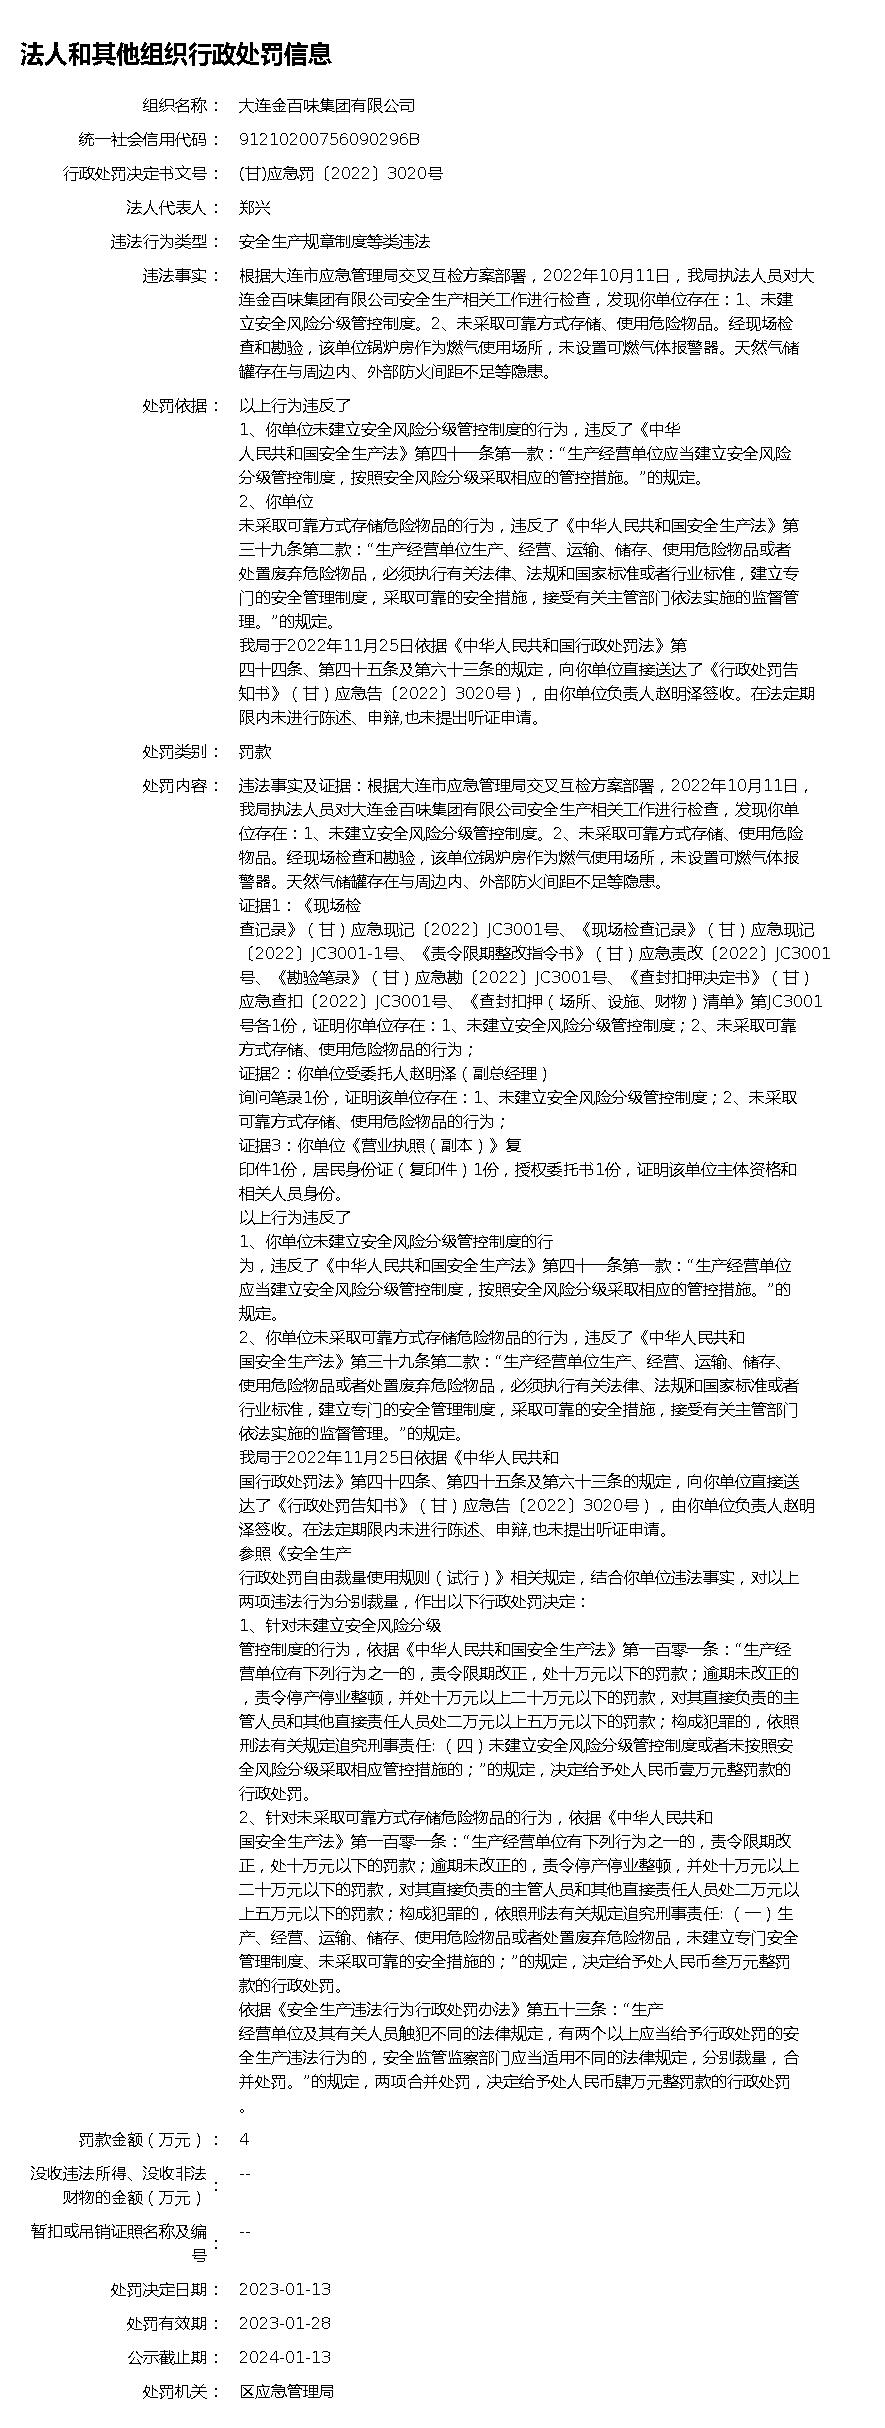 法人和其他组织行政处罚信息
组织名称： 大连金百味集团有限公司
统一社会信用代码： 91210200756090296B
行政处罚决定书文号： (甘)应急罚〔2022〕3020号
法人代表人： 郑兴
违法行为类型： 安全生产规章制度等类违法
违法事实： 根据大连市应急管理局交叉互检方案部署，2022年10月11日，我局执法人员对大
连金百味集团有限公司安全生产相关工作进行检查，发现你单位存在：1、未建
立安全风险分级管控制度。2、未采取可靠方式存储、使用危险物品。经现场检
查和勘验，该单位锅炉房作为燃气使用场所，未设置可燃气体报警器。天然气储
罐存在与周边内、外部防火间距不足等隐患。
处罚依据： 以上行为违反了
1、你单位未建立安全风险分级管控制度的行为，违反了《中华
人民共和国安全生产法》第四十一条第一款：“生产经营单位应当建立安全风险
分级管控制度，按照安全风险分级采取相应的管控措施。”的规定。
2、你单位
未采取可靠方式存储危险物品的行为，违反了《中华人民共和国安全生产法》第
三十九条第二款：“生产经营单位生产、经营、运输、储存、使用危险物品或者
处置废弃危险物品，必须执行有关法律、法规和国家标准或者行业标准，建立专
门的安全管理制度，采取可靠的安全措施，接受有关主管部门依法实施的监督管
理。”的规定。
我局于2022年11月25日依据《中华人民共和国行政处罚法》第
四十四条、第四十五条及第六十三条的规定，向你单位直接送达了《行政处罚告
知书》（甘）应急告〔2022〕3020号），由你单位负责人赵明泽签收。在法定期
限内未进行陈述、申辩,也未提出听证申请。
处罚类别： 罚款
处罚内容： 违法事实及证据：根据大连市应急管理局交叉互检方案部署，2022年10月11日，
我局执法人员对大连金百味集团有限公司安全生产相关工作进行检查，发现你单
位存在：1、未建立安全风险分级管控制度。2、未采取可靠方式存储、使用危险
物品。经现场检查和勘验，该单位锅炉房作为燃气使用场所，未设置可燃气体报
警器。天然气储罐存在与周边内、外部防火间距不足等隐患。
证据1：《现场检
查记录》（甘）应急现记〔2022〕JC3001号、《现场检查记录》（甘）应急现记
〔2022〕JC3001-1号、《责令限期整改指令书》（甘）应急责改〔2022〕JC3001
号、《勘验笔录》（甘）应急勘〔2022〕JC3001号、《查封扣押决定书》（甘）
应急查扣〔2022〕JC3001号、《查封扣押（场所、设施、财物）清单》第JC3001
号各1份，证明你单位存在：1、未建立安全风险分级管控制度；2、未采取可靠
方式存储、使用危险物品的行为；
证据2：你单位受委托人赵明泽（副总经理）
询问笔录1份，证明该单位存在：1、未建立安全风险分级管控制度；2、未采取
可靠方式存储、使用危险物品的行为；
证据3：你单位《营业执照（副本）》复
印件1份，居民身份证（复印件）1份，授权委托书1份，证明该单位主体资格和
相关人员身份。
以上行为违反了
1、你单位未建立安全风险分级管控制度的行
为，违反了《中华人民共和国安全生产法》第四十一条第一款：“生产经营单位
应当建立安全风险分级管控制度，按照安全风险分级采取相应的管控措施。”的
规定。
2、你单位未采取可靠方式存储危险物品的行为，违反了《中华人民共和
国安全生产法》第三十九条第二款：“生产经营单位生产、经营、运输、储存、
使用危险物品或者处置废弃危险物品，必须执行有关法律、法规和国家标准或者
行业标准，建立专门的安全管理制度，采取可靠的安全措施，接受有关主管部门
依法实施的监督管理。”的规定。
我局于2022年11月25日依据《中华人民共和
国行政处罚法》第四十四条、第四十五条及第六十三条的规定，向你单位直接送
达了《行政处罚告知书》（甘）应急告〔2022〕3020号），由你单位负责人赵明
泽签收。在法定期限内未进行陈述、申辩,也未提出听证申请。
参照《安全生产
行政处罚自由裁量使用规则（试行）》相关规定，结合你单位违法事实，对以上
两项违法行为分别裁量，作出以下行政处罚决定：
1、针对未建立安全风险分级
管控制度的行为，依据《中华人民共和国安全生产法》第一百零一条：“生产经
营单位有下列行为之一的，责令限期改正，处十万元以下的罚款；逾期未改正的
，责令停产停业整顿，并处十万元以上二十万元以下的罚款，对其直接负责的主
管人员和其他直接责任人员处二万元以上五万元以下的罚款；构成犯罪的，依照
刑法有关规定追究刑事责任:（四）未建立安全风险分级管控制度或者未按照安
全风险分级采取相应管控措施的；”的规定，决定给予处人民币壹万元整罚款的
行政处罚。
2、针对未采取可靠方式存储危险物品的行为，依据《中华人民共和
国安全生产法》第一百零一条：“生产经营单位有下列行为之一的，责令限期改
正，处十万元以下的罚款；逾期未改正的，责令停产停业整顿，并处十万元以上
二十万元以下的罚款，对其直接负责的主管人员和其他直接责任人员处二万元以
上五万元以下的罚款；构成犯罪的，依照刑法有关规定追究刑事责任:（一）生
产、经营、运输、储存、使用危险物品或者处置废弃危险物品，未建立专门安全
管理制度、未采取可靠的安全措施的；”的规定，决定给予处人民币叁万元整罚
款的行政处罚。
依据《安全生产违法行为行政处罚办法》第五十三条：“生产
经营单位及其有关人员触犯不同的法律规定，有两个以上应当给予行政处罚的安
全生产违法行为的，安全监管监察部门应当适用不同的法律规定，分别裁量，合
并处罚。”的规定，两项合并处罚，决定给予处人民币肆万元整罚款的行政处罚
。
罚款金额（万元）： 4
没收违法所得、没收非法
财物的金额（万元）： --
暂扣或吊销证照名称及编
号： --
处罚决定日期： 2023-01-13
处罚有效期： 2023-01-28
公示截止期： 2024-01-13
处罚机关： 区应急管理局